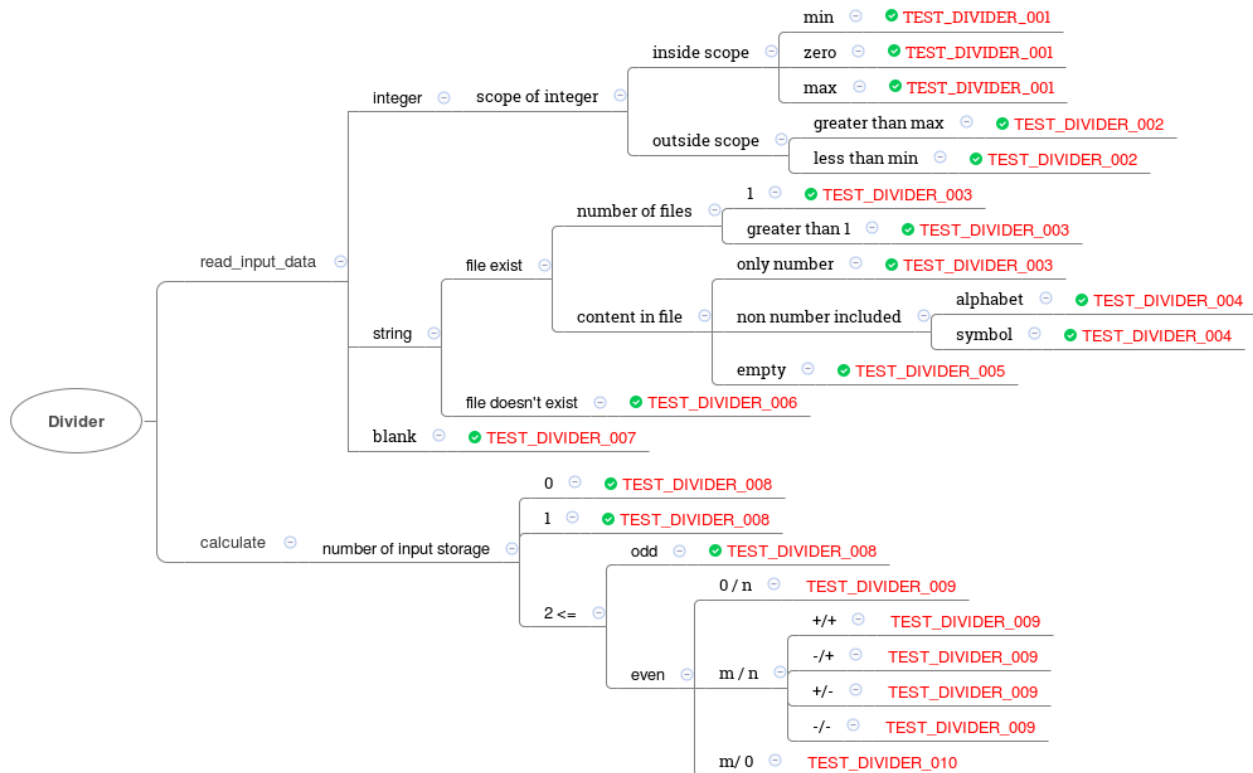 min TEST_DIVIDER_001
inside scope
zero TEST_DIVIDER_001
max TEST_DIVIDER_001
integer
scope of integer
greater than max TEST_DIVIDER_002
outside scope
less than min TEST_DIVIDER_002
1 TEST_DIVIDER_003
number of files
greater than 1 TEST_DIVIDER_003
read_input_data
file exist
only number TEST_DIVIDER_003
alphabet TEST_DIVIDER_004
content in file
non number included
string
symbol TEST_DIVIDER_004
empty TEST_DIVIDER_005
file doesn't exist TEST_DIVIDER_006
Divider
blank TEST_DIVIDER_007
0 TEST_DIVIDER_008
1 TEST_DIVIDER_008
calculate
number of input storage
odd TEST_DIVIDER_008
0 / n TEST_DIVIDER_009
2 <=
+/+ TEST_DIVIDER_009
-/+ TEST_DIVIDER_009
even
m / n
+/- TEST_DIVIDER_009
-/- TEST_DIVIDER_009
m/ 0 TEST_DIVIDER_010